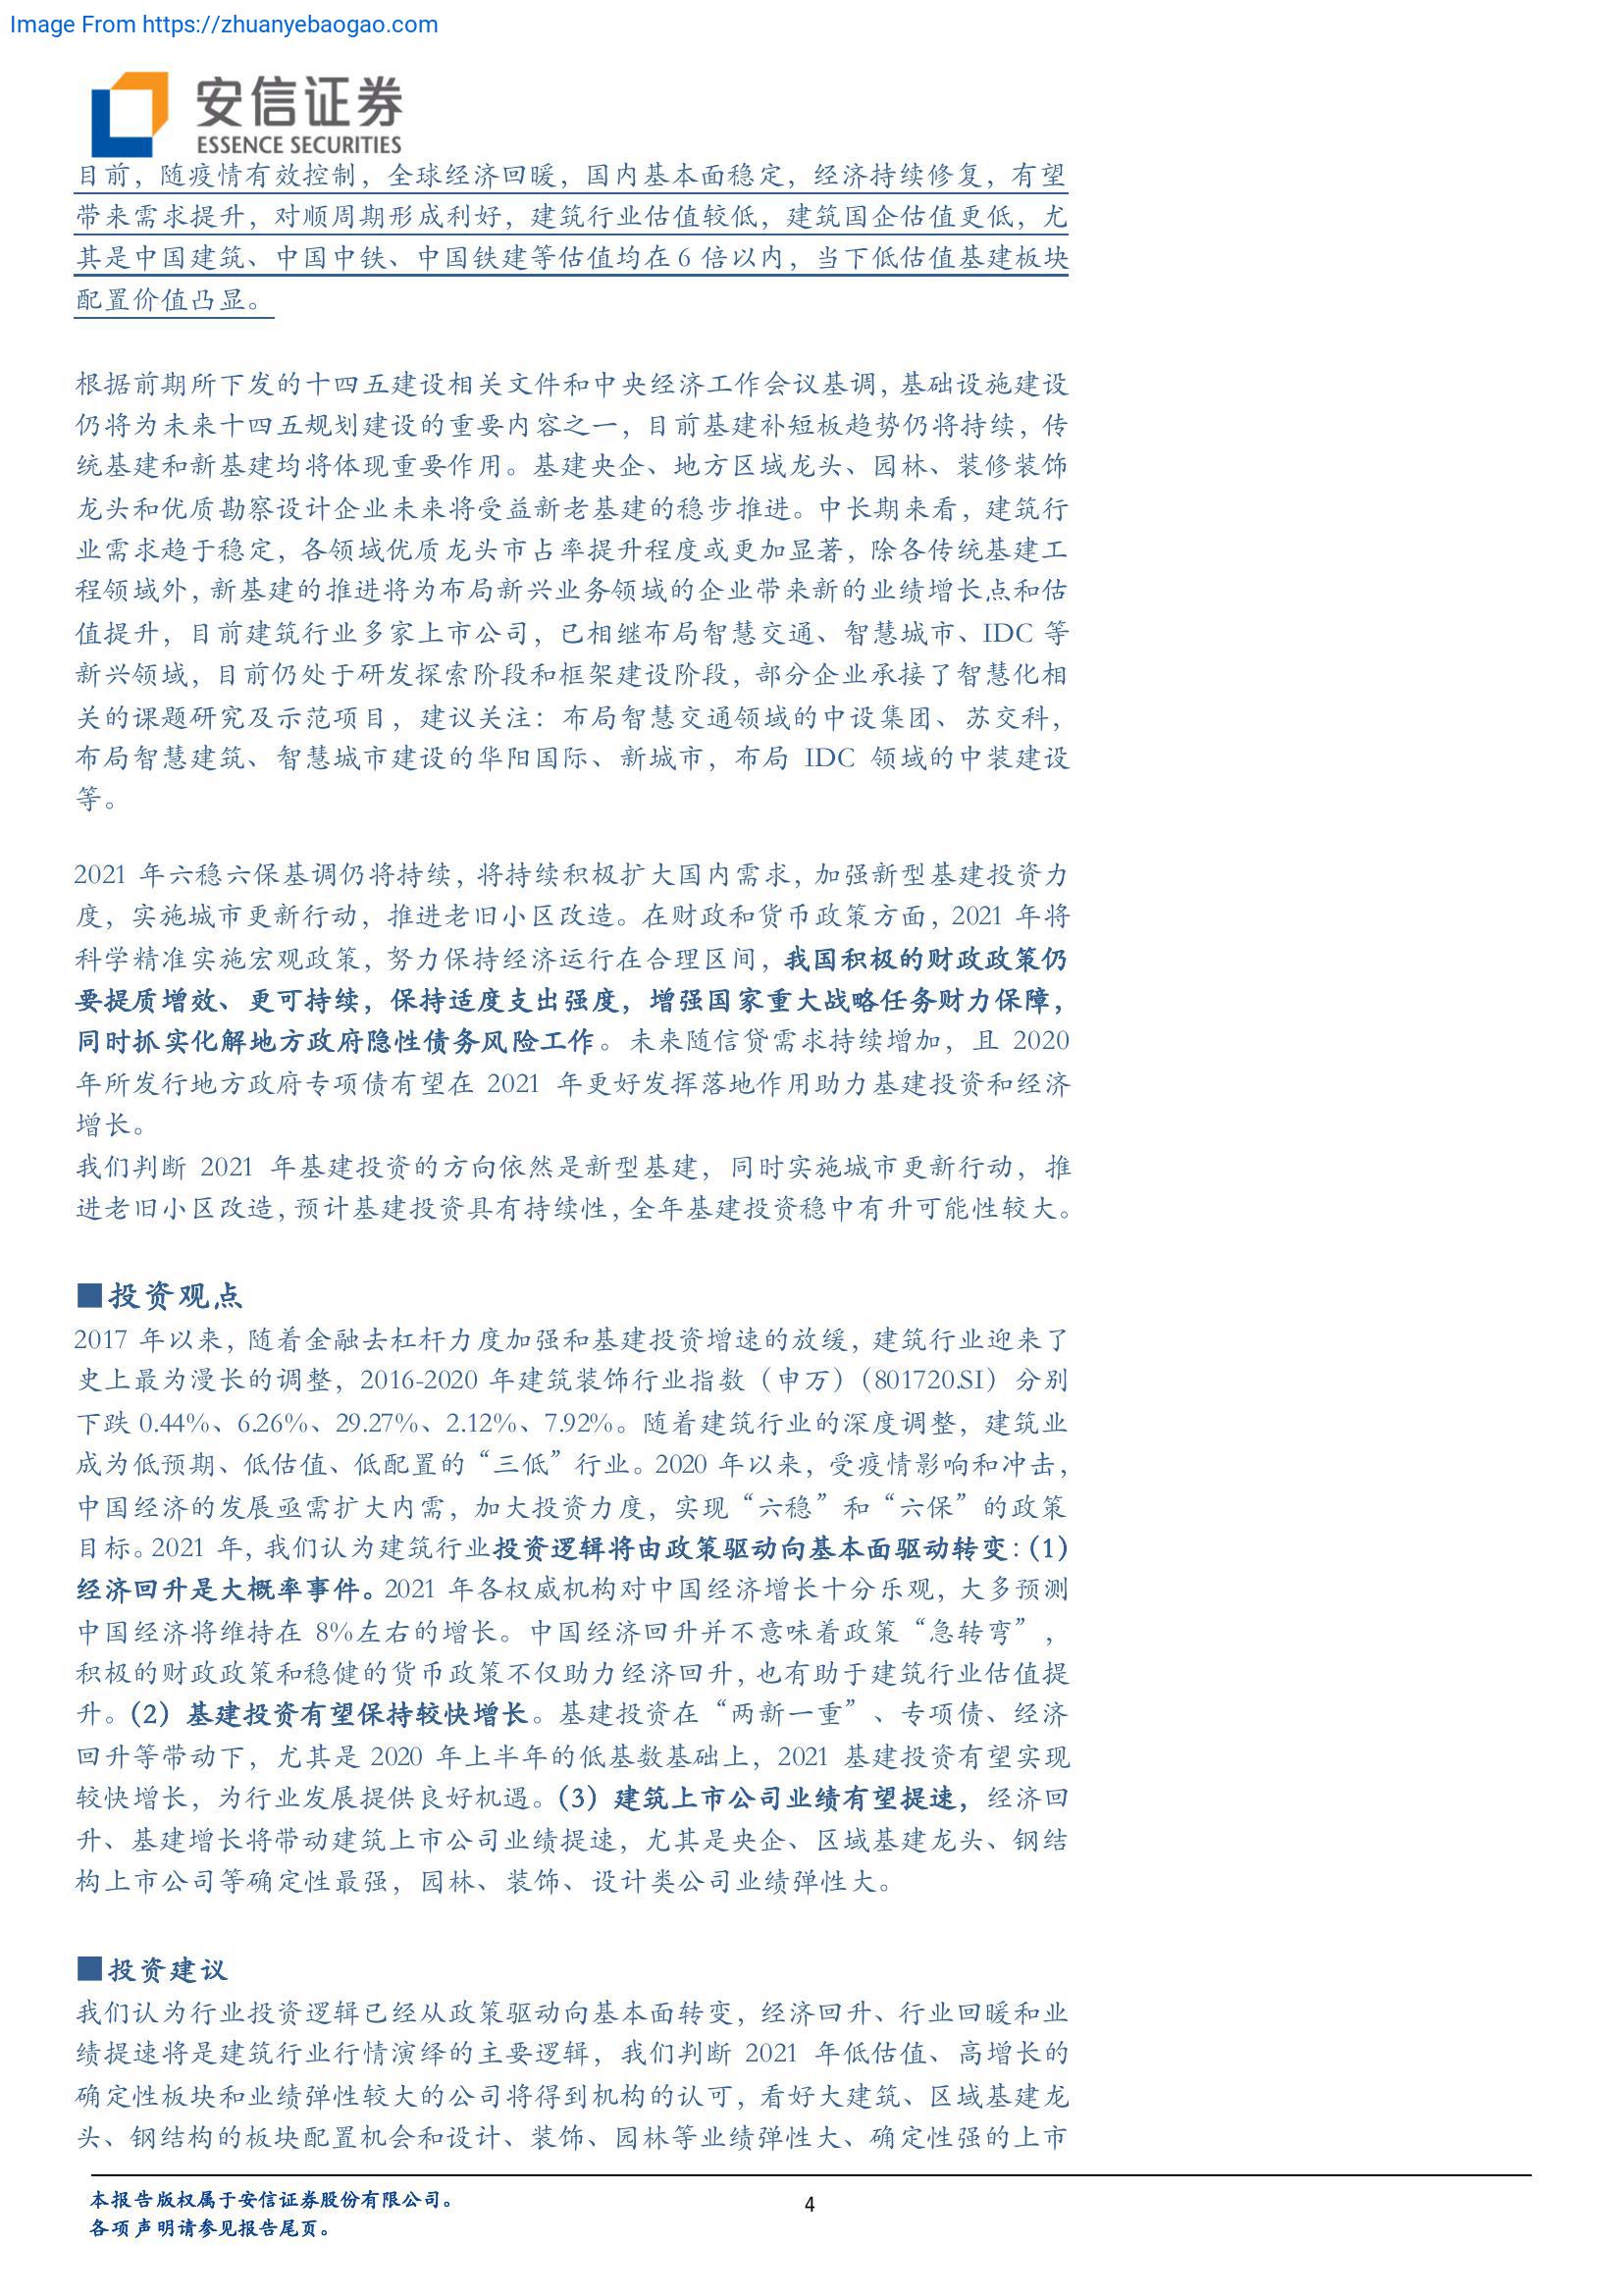 Image From https://zhuanyebaogao.com
安信证券
ESSENCE SECURITIES
目前，随疫情有效控制，全球经济回暖，国内基本面稳定，经济持续修复，有望
带来需求提升，对顺周期形成利好，建筑行业估值较低，建筑国企估值更低，尤
其是中国建筑、中国中铁、中国铁建等估值均在 6 倍以内，当下低估值基建板块
配置价值凸显。
根据前期所下发的十四五建设相关文件和中央经济工作会议基调，基础设施建设
仍将为未来十四五规划建设的重要内容之一，目前基建补短板趋势仍将持续，传
统基建和新基建均将体现重要作用。基建央企、地方区域龙头、园林、装修装饰
龙头和优质勘察设计企业未来将受益新老基建的稳步推进。中长期来看，建筑行
业需求趋于稳定，各领域优质龙头市占率提升程度或更加显著，除各传统基建工
程领域外，新基建的推进将为布局新兴业务领域的企业带来新的业绩增长点和估
值提升，目前建筑行业多家上市公司，已相继布局智慧交通、智慧城市、IDC 等
新兴领域，目前仍处于研发探索阶段和框架建设阶段，部分企业承接了智慧化相
关的课题研究及示范项目，建议关注：布局智慧交通领域的中设集团、苏交科，
布局智慧建筑、智慧城市建设的华阳国际、新城市，布局 IDC 领域的中装建设
等。
2021 年六稳六保基调仍将持续，将持续积极扩大国内需求，加强新型基建投资力
度，实施城市更新行动，推进老旧小区改造。在财政和货币政策方面，2021 年将
科学精准实施宏观政策，努力保持经济运行在合理区间，我国积极的财政政策仍
要提质增效、更可持续，保持适度支出强度，增强国家重大战略任务财力保障，
同时抓实化解地方政府隐性债务风险工作。未来随信贷需求持续增加，且 2020
年所发行地方政府专项债有望在 2021 年更好发挥落地作用助力基建投资和经济
增长。
我们判断 2021 年基建投资的方向依然是新型基建，同时实施城市更新行动，推
进老旧小区改造，预计基建投资具有持续性，全年基建投资稳中有升可能性较大。
■投资观点
2017 年以来，随着金融去杠杆力度加强和基建投资增速的放缓，建筑行业迎来了
史上最为漫长的调整，2016-2020 年建筑装饰行业指数（申万）（801720.SI）分别
下跌 0.44%、6.26%、29.27%、2.12%、7.92%。随着建筑行业的深度调整，建筑业
成为低预期、低估值、低配置的“三低”行业。2020 年以来，受疫情影响和冲击，
中国经济的发展亟需扩大内需，加大投资力度，实现“六稳”和“六保”的政策
目标。2021 年，我们认为建筑行业投资逻辑将由政策驱动向基本面驱动转变：（1）
经济回升是大概率事件。2021 年各权威机构对中国经济增长十分乐观，大多预测
中国经济将维持在 8%左右的增长。中国经济回升并不意味着政策“急转弯”，
积极的财政政策和稳健的货币政策不仅助力经济回升，也有助于建筑行业估值提
升。（2）基建投资有望保持较快增长。基建投资在“两新一重”、专项债、经济
回升等带动下，尤其是 2020 年上半年的低基数基础上，2021 基建投资有望实现
较快增长，为行业发展提供良好机遇。（3）建筑上市公司业绩有望提速，经济回
升、基建增长将带动建筑上市公司业绩提速，尤其是央企、区域基建龙头、钢结
构上市公司等确定性最强，园林、装饰、设计类公司业绩弹性大。
■投资建议
我们认为行业投资逻辑已经从政策驱动向基本面转变，经济回升、行业回暖和业
绩提速将是建筑行业行情演绎的主要逻辑，我们判断 2021 年低估值、高增长的
确定性板块和业绩弹性较大的公司将得到机构的认可，看好大建筑、区域基建龙
头、钢结构的板块配置机会和设计、装饰、园林等业绩弹性大、确定性强的上市
本报告版权属于安信证券股份有限公司。
4
各项声明请参见报告尾页。